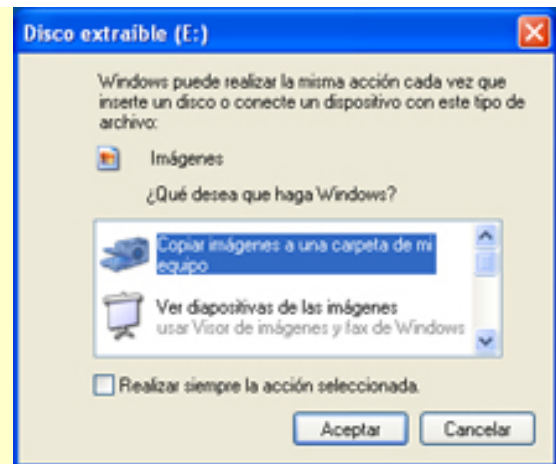 Disco extraíble (E:)
Windows puede realizar la misma acción cada vez que
inserte un disco o conecte un dispositivo con este tipo de
archivo:
Imágenes
¿Qué desea que haga Windows?
Copiar imágenes a una carpeta de mi
equipo
Ver diapositivas de las imágenes
usar Visor de imágenes y fax de Windows
Realizar siempre la acción seleccionada.
Aceptar Cancelar